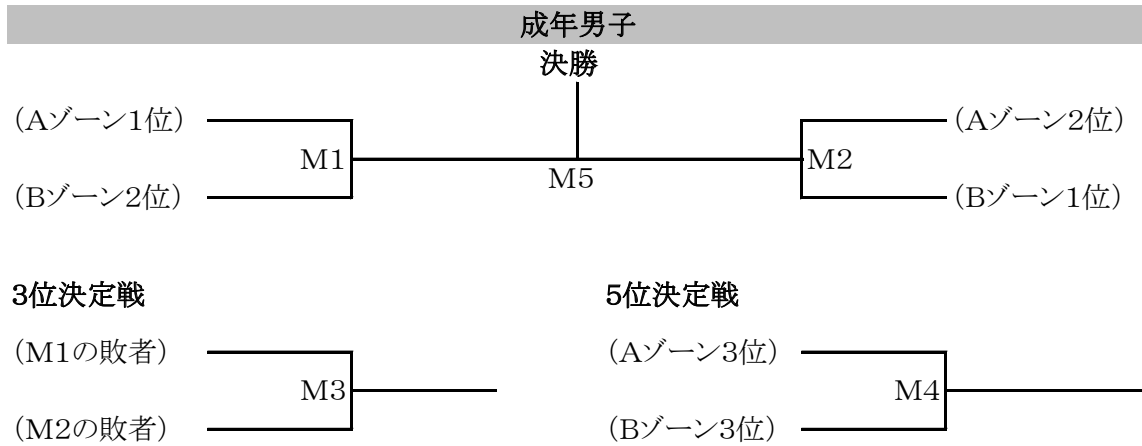 成年男子
決勝
(Aゾーン1位) (Aゾーン2位)
M1 M2
M5
(Bゾーン2位) (Bゾーン1位)
3位決定戦 5位決定戦
(M1の敗者) (Aゾーン3位)
M3 M4
(M2の敗者) (Bゾーン3位)